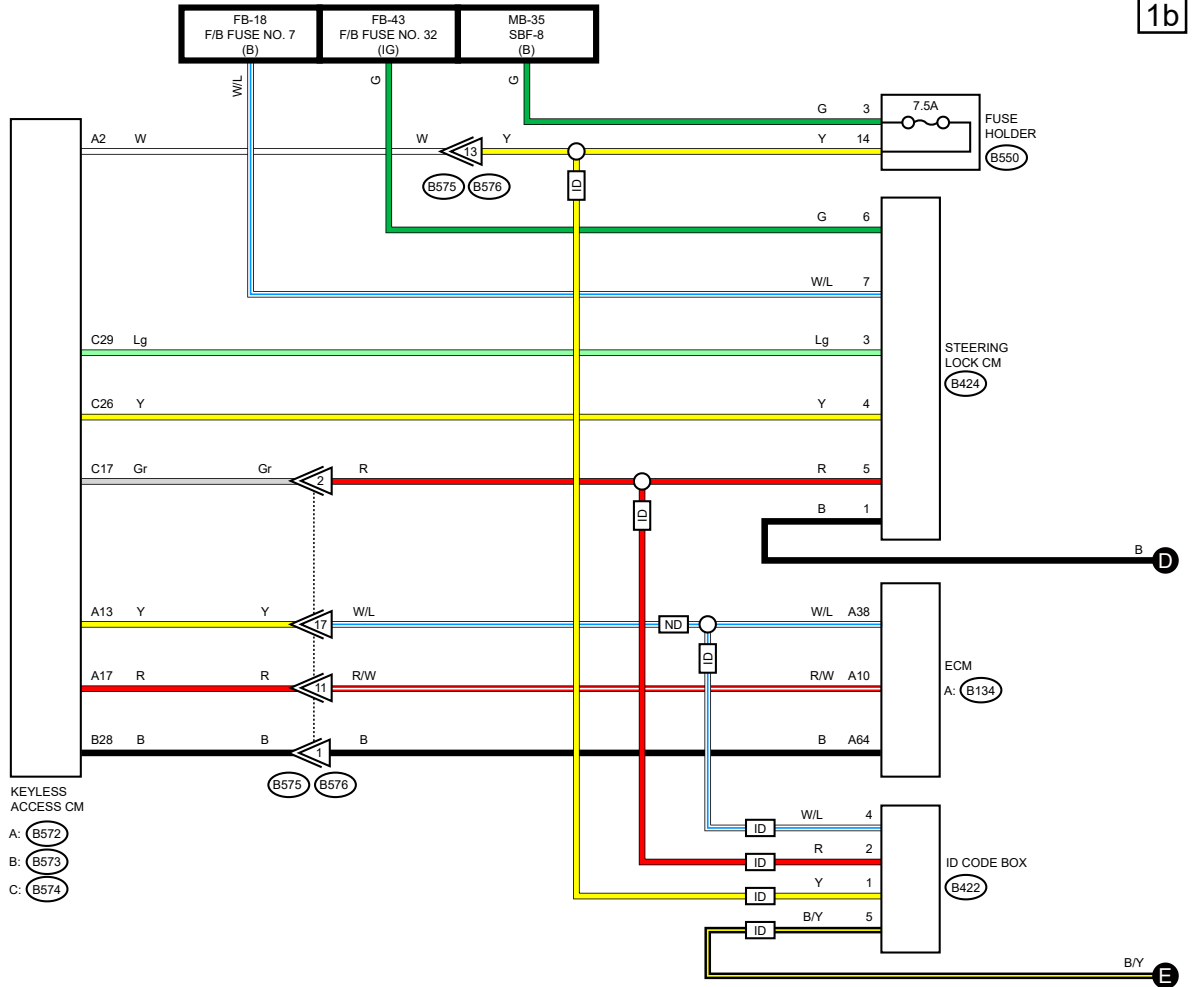 1b
FB-18
F/B FUSE NO. 7
(B)
FB-43
F/B FUSE NO. 32
(IG)
MB-35
SBF-8
(B)
W/L
G
G
G 3
7.5A
FUSE
HOLDER
B550
A2 W
W
13
Y
Y 14
B575
B576
ID
G 6
W/L 7
C29 Lg
Lg 3
STEERING
LOCK CM
B424
C26 Y
Y 4
C17 Gr
Gr
2
R
R 5
ID
B 1
B
D
A13 Y
Y
17
W/L
ND
W/L A38
ID
ECM
A: B134
A17 R
R
11
R/W
R/W A10
B28 B
B
1
B
B A64
B575
B576
KEYLESS
ACCESS CM
A: B572
B: B573
C: B574
ID
W/L 4
ID
R 2
ID CODE BOX
B422
ID
Y 1
ID
B/Y 5
B/Y
E